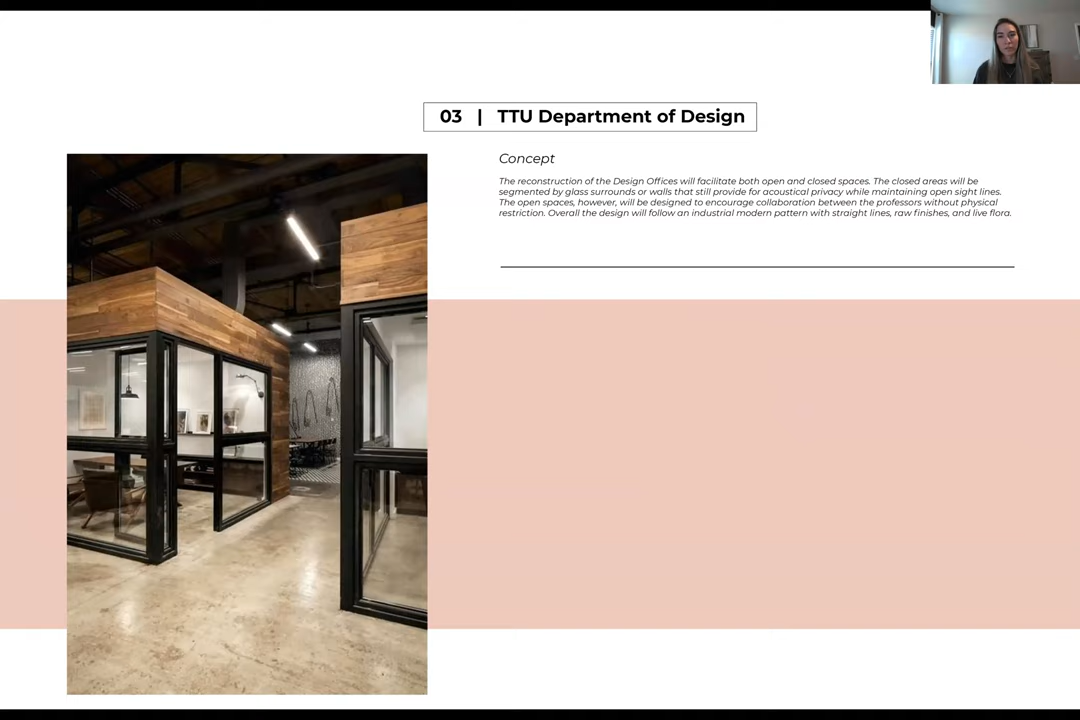 03 | TTU Department of Design
Concept
The reconstruction of the Design Offices will facilitate both open and closed spaces. The closed areas will be
segmented by glass surrounds or walls that still provide for acoustical privacy while maintaining open sight lines.
The open spaces, however, will be designed to encourage collaboration between the professors without physical
restriction. Overall the design will follow an industrial modern pattern with straight lines, raw finishes, and live flora.